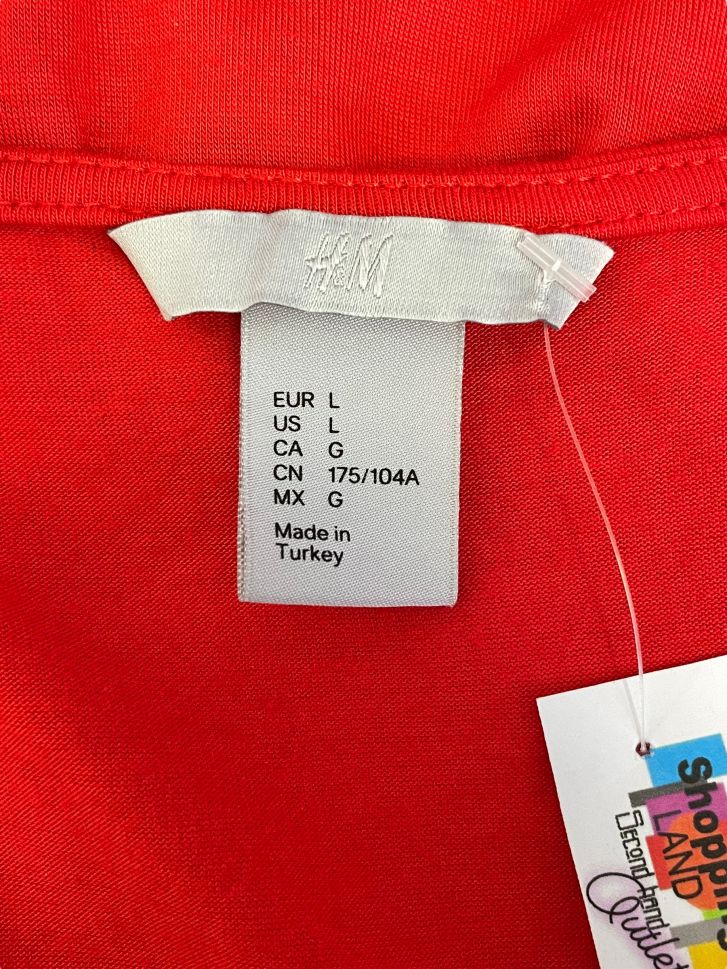 H&M
EUR L
US L
CA G
CN 175/104A
MX G
Made in
Turkey
Shopping
LAND
Second hand
Outlet